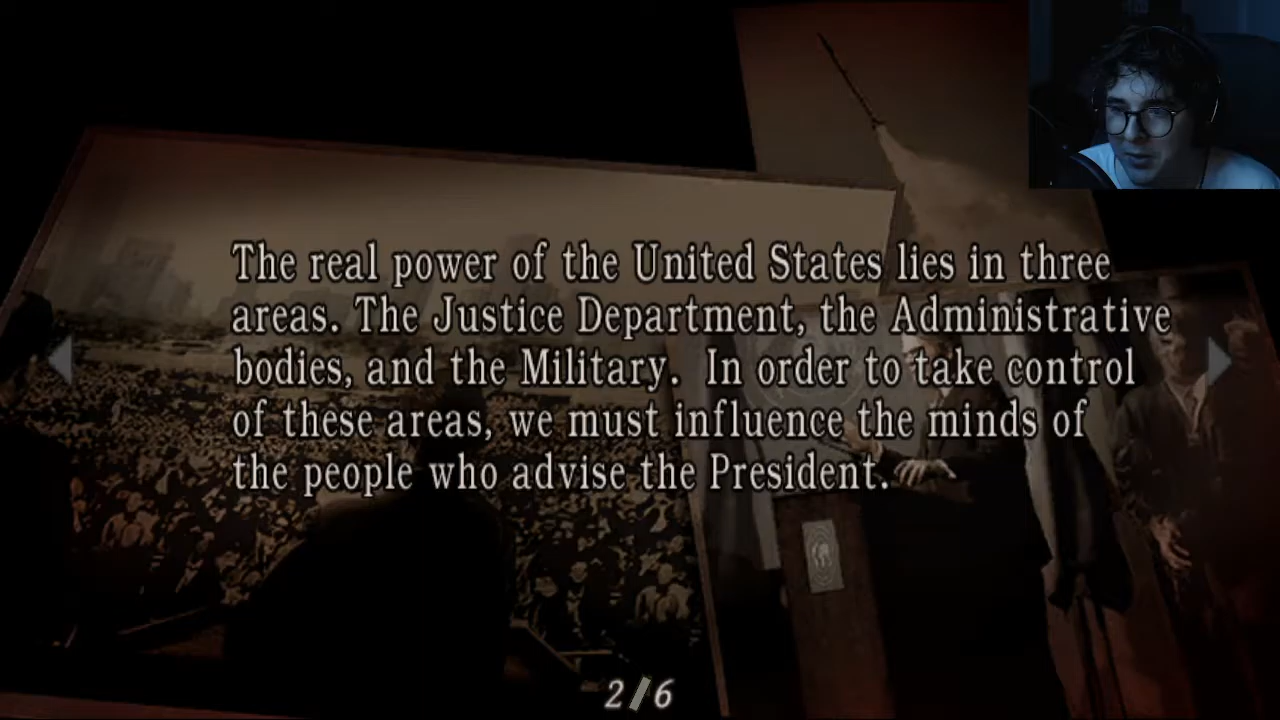 The real power of the United States lies in three
areas. The Justice Department, the Administrative
bodies, and the Military. In order to take control
of these areas, we must influence the minds of
the people who advise the President.
2/6